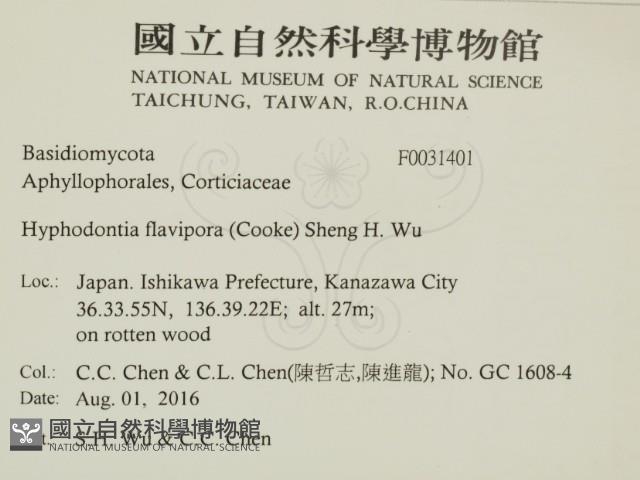 國立自然科學博物館
NATIONAL MUSEUM OF NATURAL SCIENCE
TAICHUNG, TAIWAN, R.O.CHINA
Basidiomycota F0031401
Aphyllophorales, Corticiaceae
Hyphodontia flavipora (Cooke) Sheng H. Wu
Loc.: Japan. Ishikawa Prefecture, Kanazawa City
36.33.55N, 136.39.22E; alt. 27m;
on rotten wood
Col.: C.C. Chen & C.L. Chen(陳哲志,陳進龍); No. GC 1608-4
Date: Aug. 01, 2016
S.H. Wu & C.C. Chen
國立自然科學博物館
NATIONAL MUSEUM OF NATURAL SCIENCE